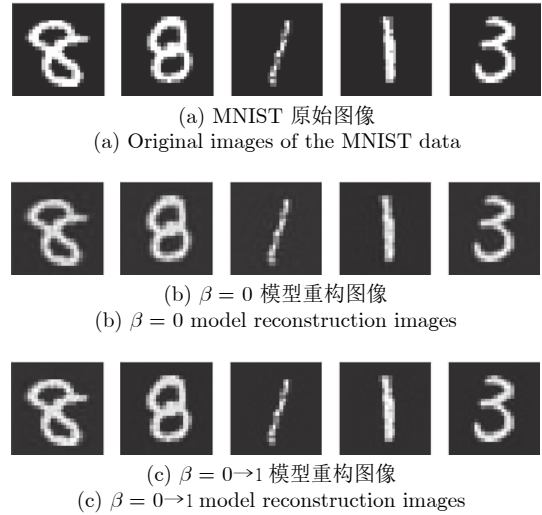 (a) MNIST 原始图像
(a) Original images of the MNIST data
(b) β = 0 模型重构图像
(b) β = 0 model reconstruction images
(c) β = 0→1 模型重构图像
(c) β = 0→1 model reconstruction images